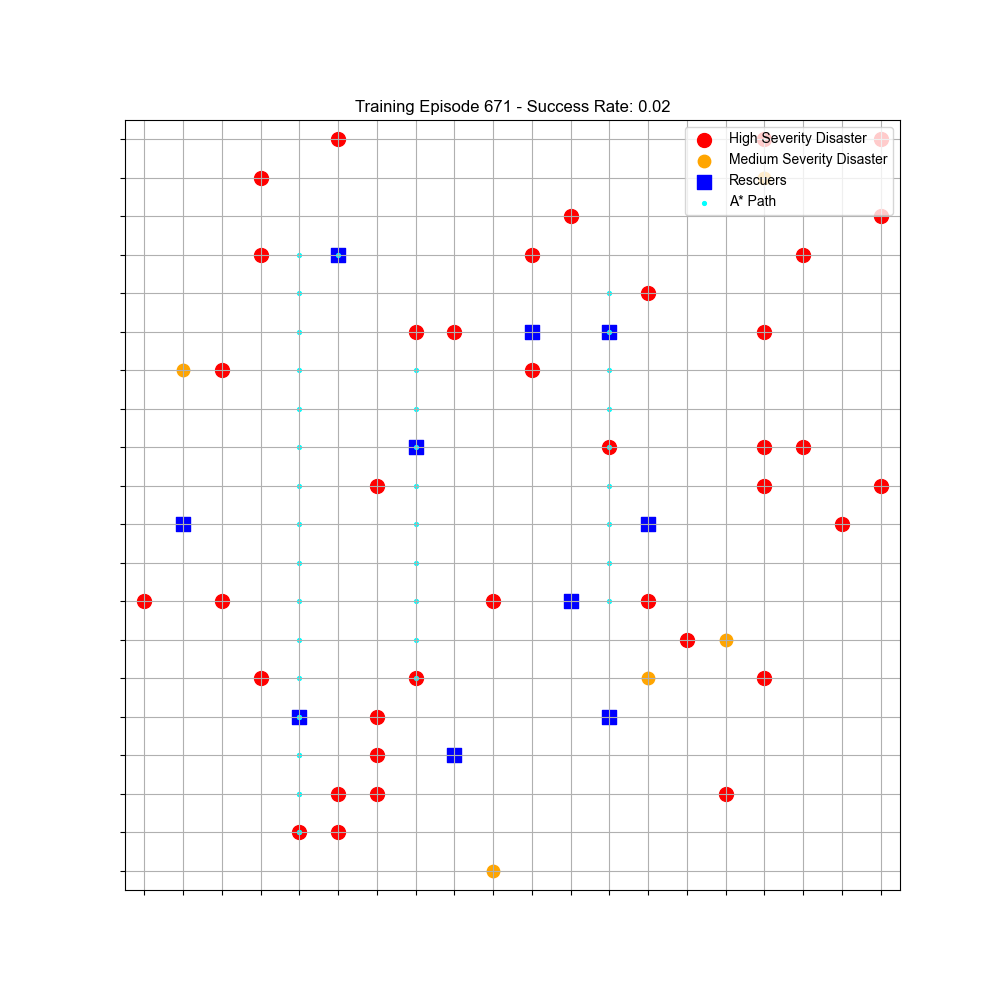 Training Episode 671 - Success Rate: 0.02
High Severity Disaster
Medium Severity Disaster
Rescuers
A* Path